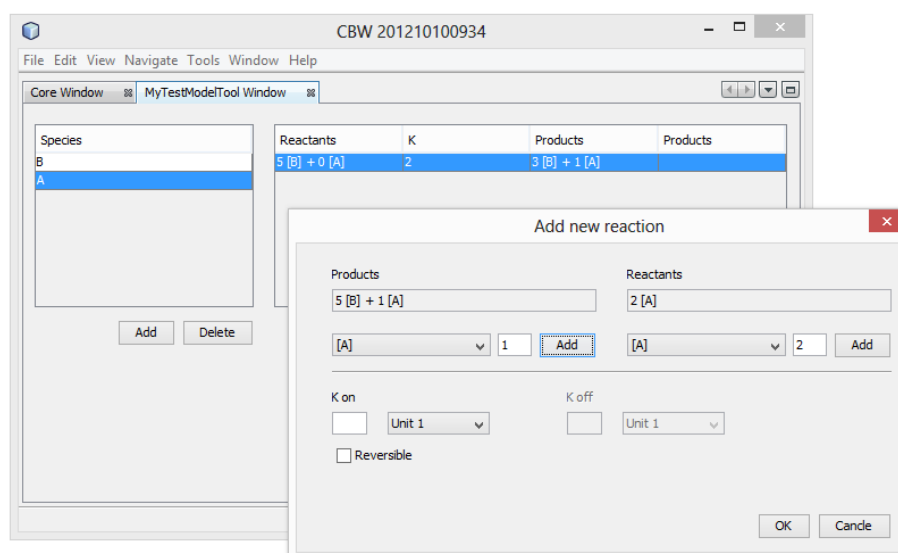 CBW 201210100934
File Edit View Navigate Tools Window Help
Core Window MyTestModelTool Window
Species Reactants K Products Products
B 5 [B] + 0 [A] 2 3 [B] + 1 [A]
A
Add new reaction
Products Reactants
5 [B] + 1 [A] 2 [A]
Add Delete [A] 1 Add [A] 2 Add
K on K off
Unit 1 Unit 1
Reversible
OK Cancle